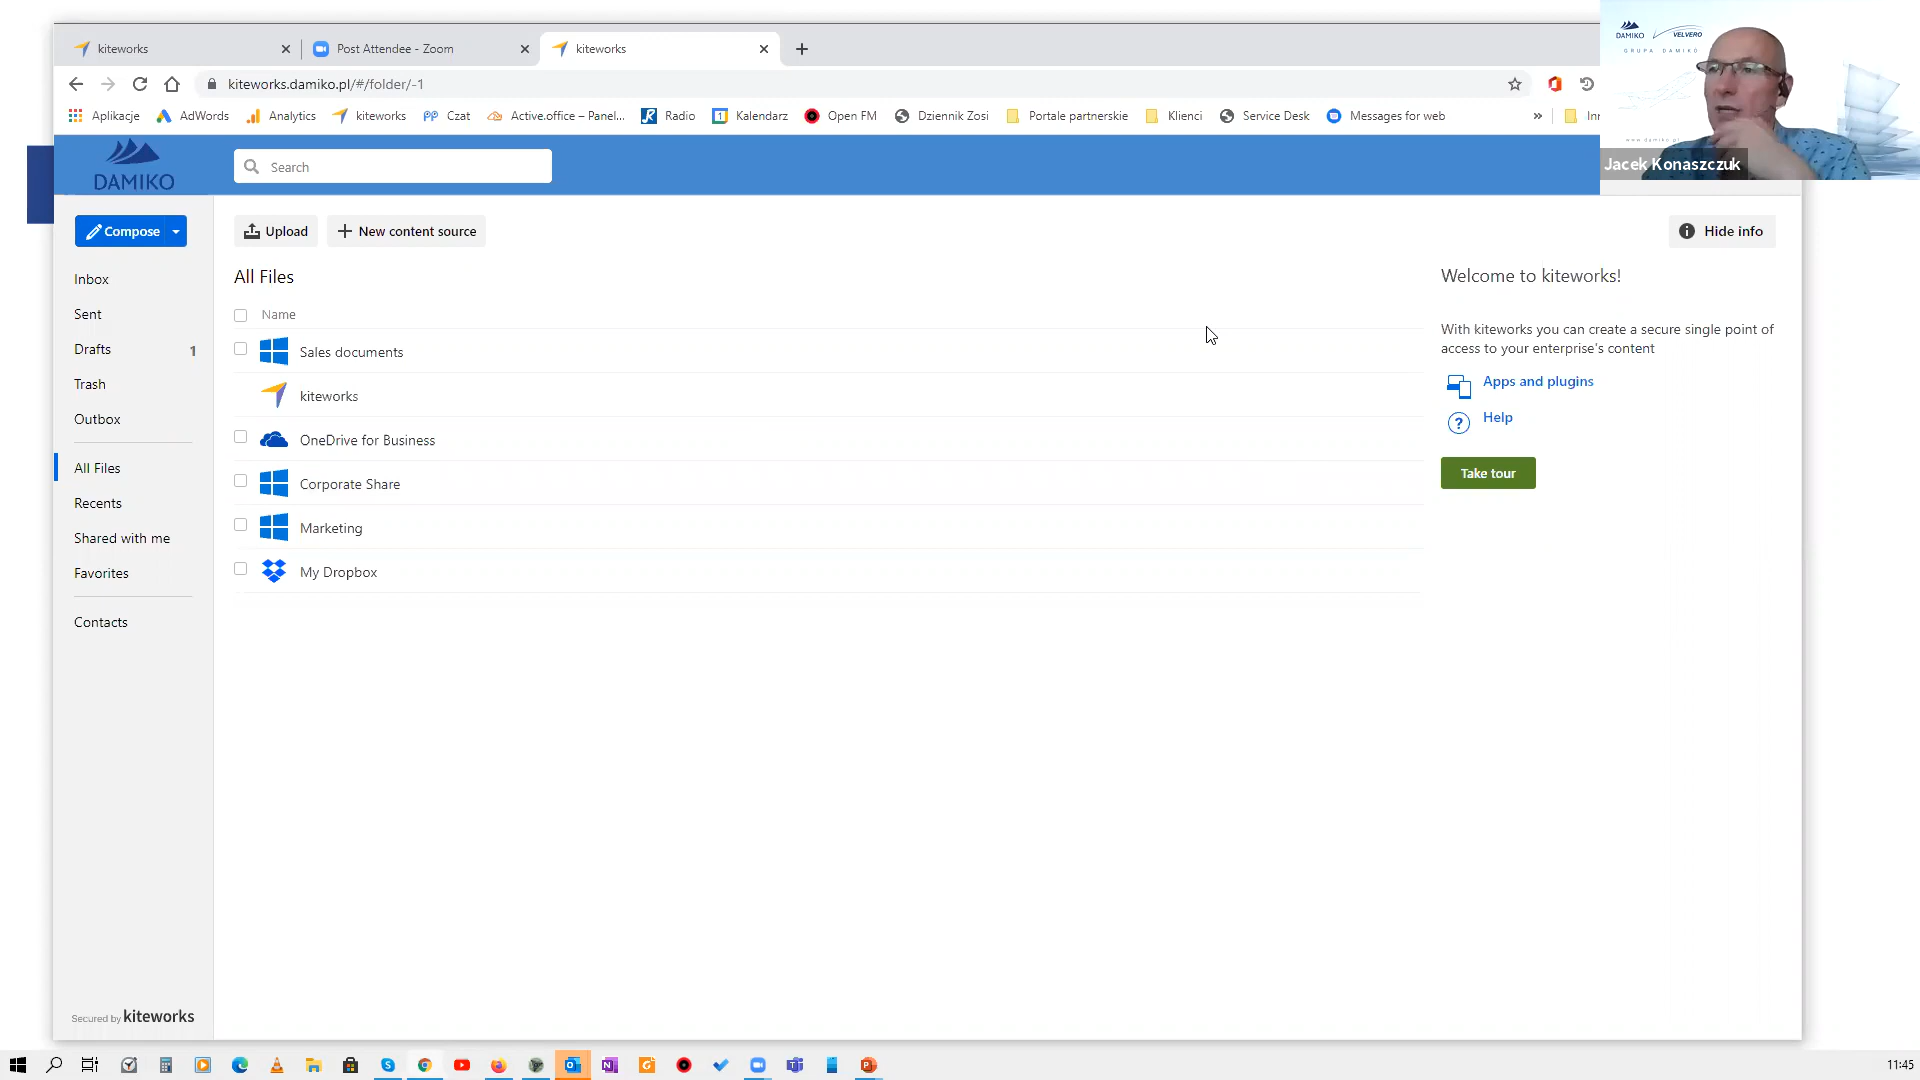 kiteworks
Post Attendee - Zoom
kiteworks
kiteworks.damiko.pl/#/folder/-1
Aplikacje
AdWords
Analytics
kiteworks
Czat
Active.office – Panel...
Radio
Kalendarz
Open FM
Dziennik Zosi
Portale partnerskie
Klienci
Service Desk
Messages for web
»
Inr
DAMIKO
VELVERO
GRUPA DAMIKO
Jacek Konaszczuk
DAMIKO
Search
Compose
Upload
New content source
Hide info
Inbox
Sent
Drafts 1
Trash
Outbox
All Files
Recents
Shared with me
Favorites
Contacts
All Files
Name
Sales documents
kiteworks
OneDrive for Business
Corporate Share
Marketing
My Dropbox
Welcome to kiteworks!
With kiteworks you can create a secure single point of
access to your enterprise's content
Apps and plugins
Help
Take tour
Secured by kiteworks
11:45